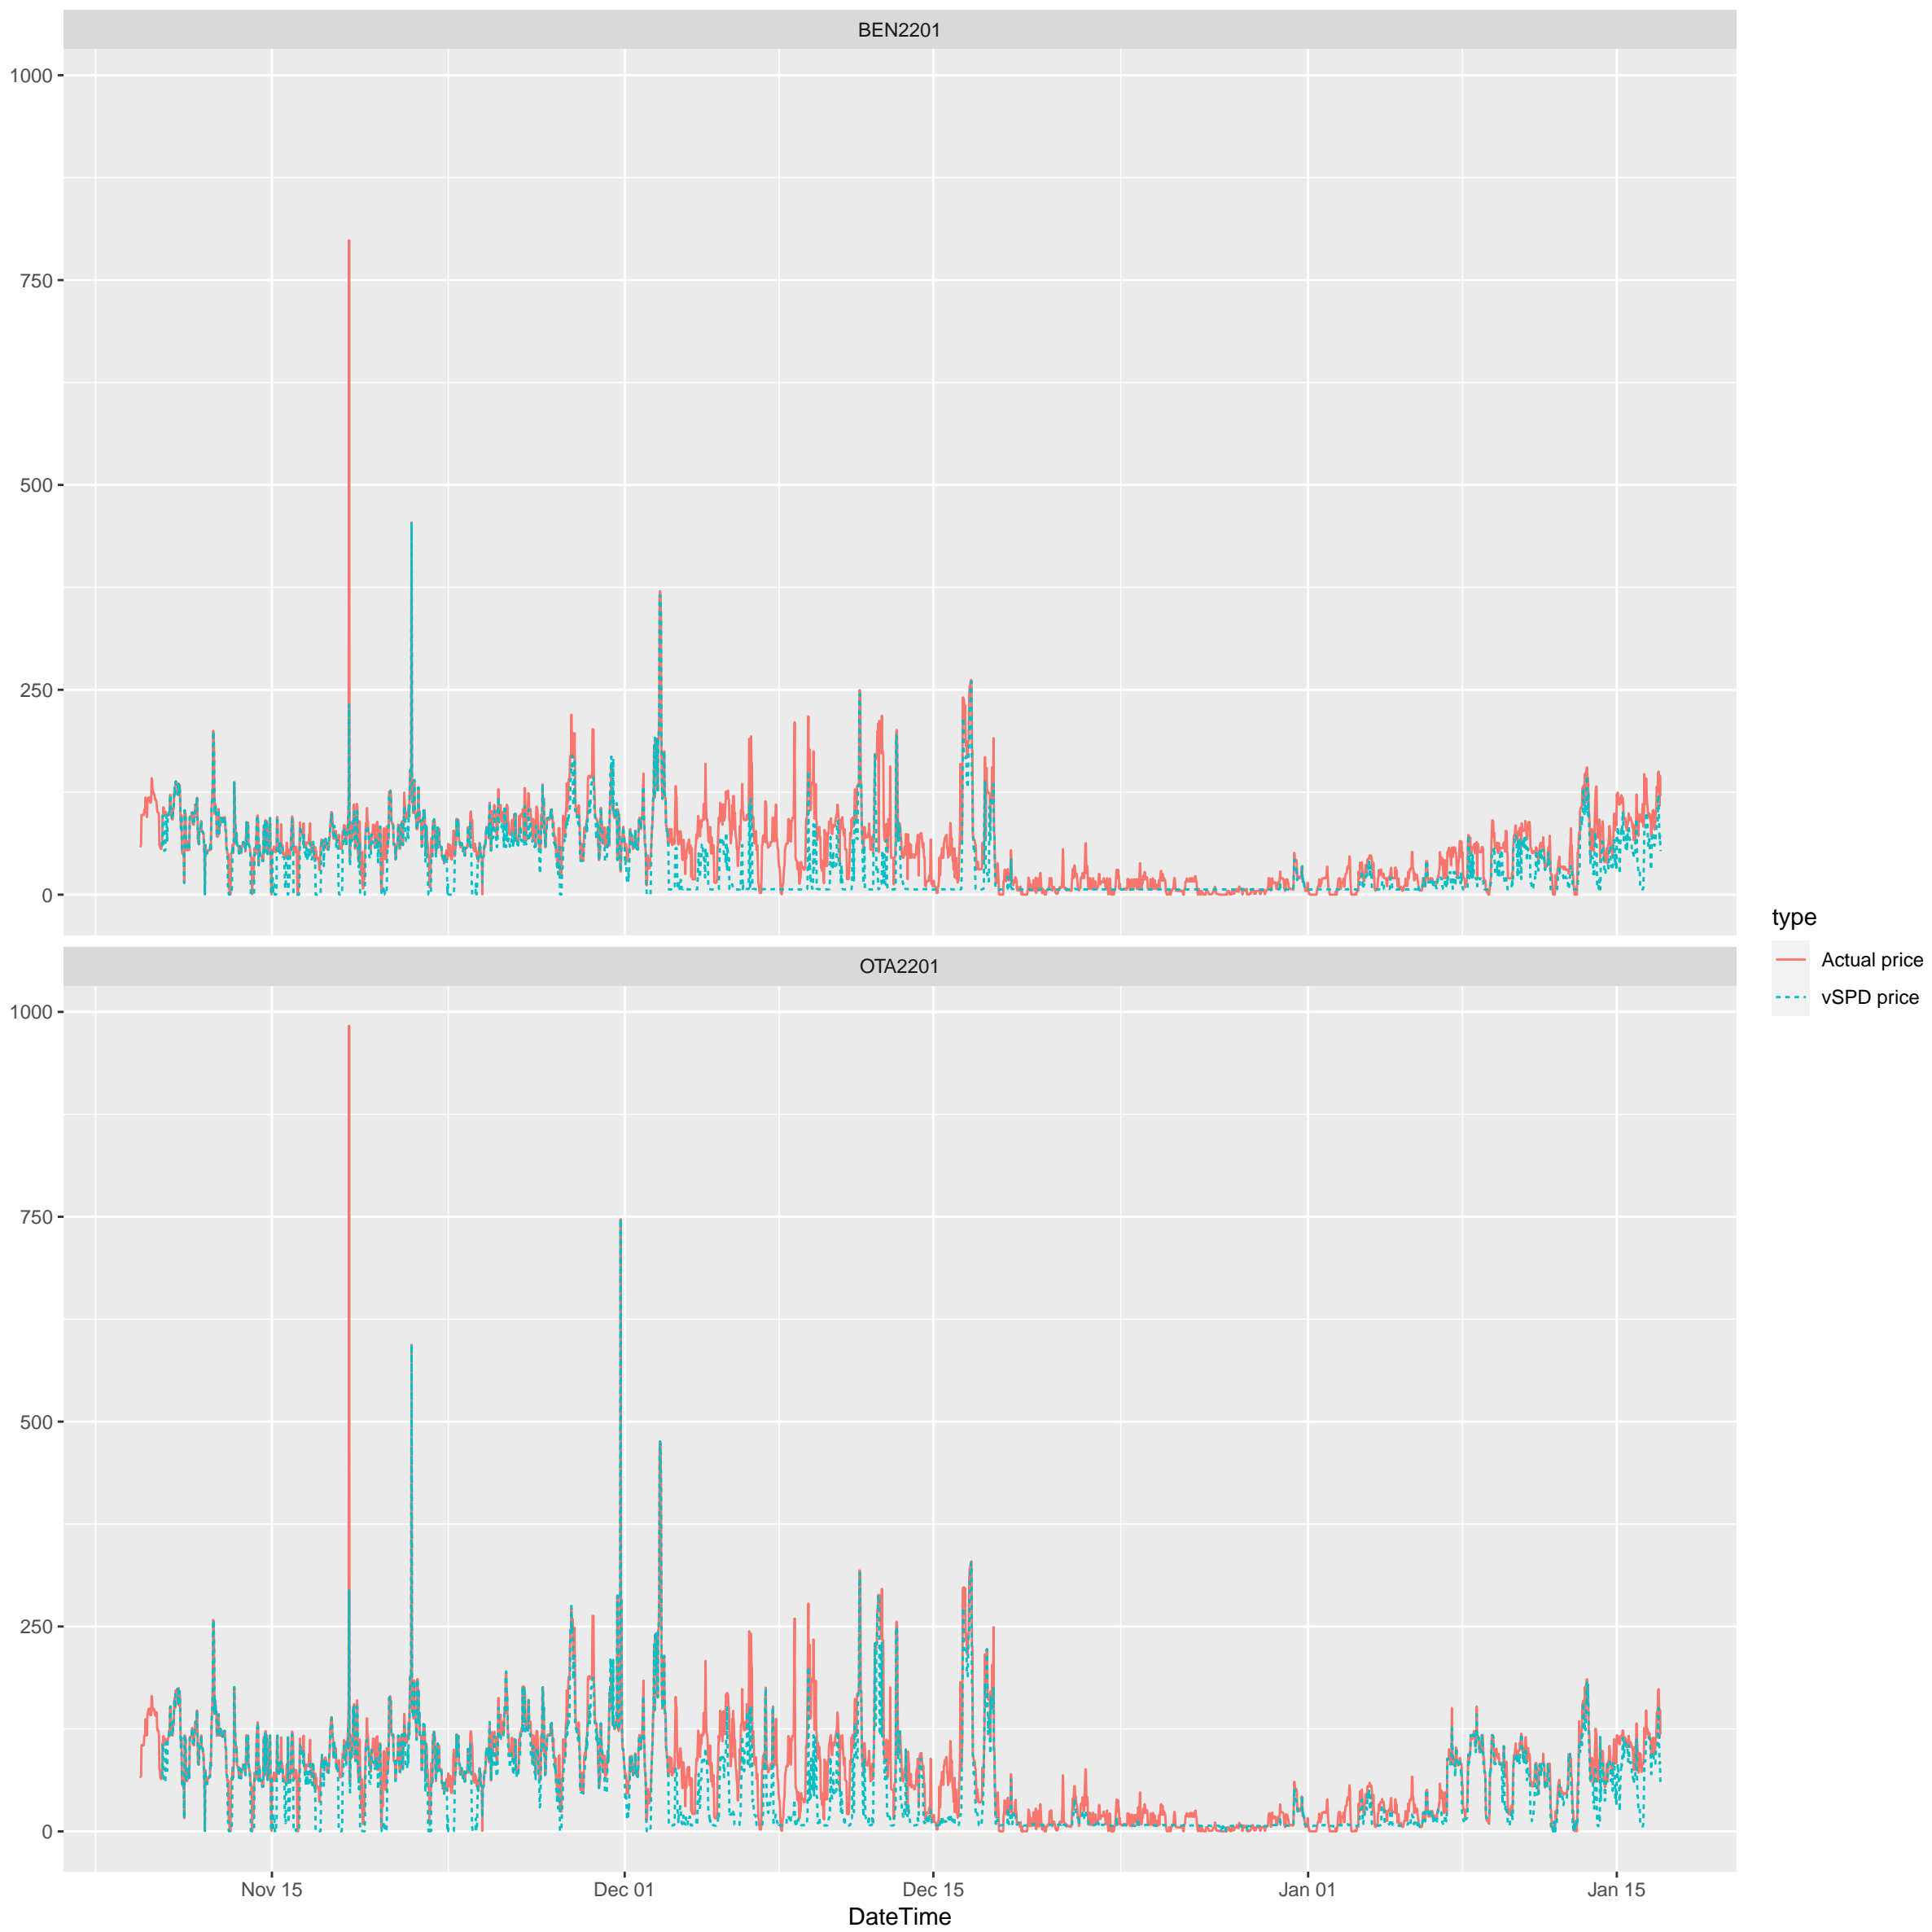 BEN2201
1000
750
500
250
0
OTA2201
1000
750
500
250
0
Nov 15
Dec 01
Dec 15
Jan 01
Jan 15
DateTime
type
Actual price
vSPD price